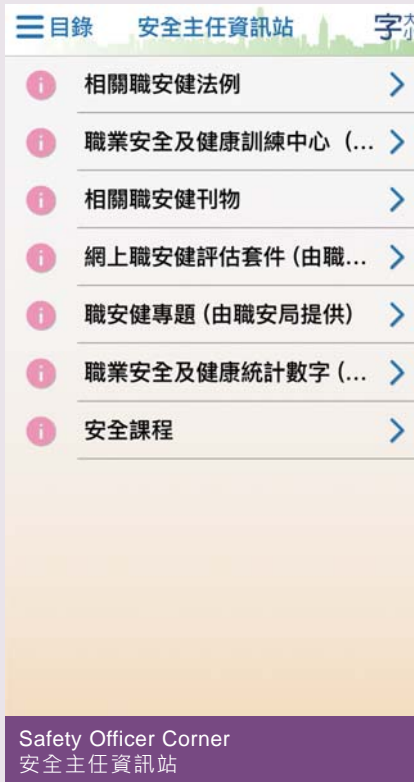 目錄 安全主任資訊站 字大小
相關職安健法例
職業安全及健康訓練中心 (...
相關職安健刊物
網上職安健評估套件 (由職...
職安健專題 (由職安局提供)
職業安全及健康統計數字 (...
安全課程
Safety Officer Corner
安全主任資訊站